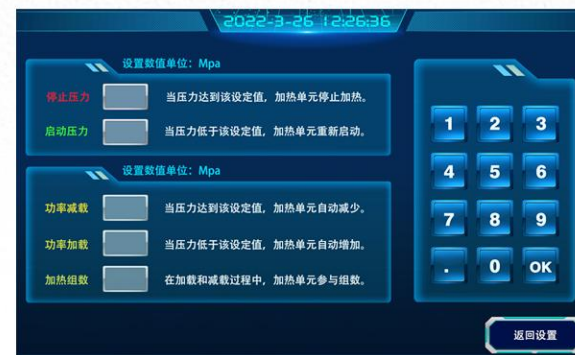 2022-3-26 12:26:36
设置数值单位：Mpa
停止压力 当压力达到该设定值，加热单元停止加热。
启动压力 当压力低于该设定值，加热单元重新启动。
设置数值单位：Mpa
功率减载 当压力达到该设定值，加热单元自动减少。
功率加载 当压力低于该设定值，加热单元自动增加。
加热组数 在加载和减载过程中，加热单元参与组数。
1 2 3
4 5 6
7 8 9
. 0 OK
返回设置